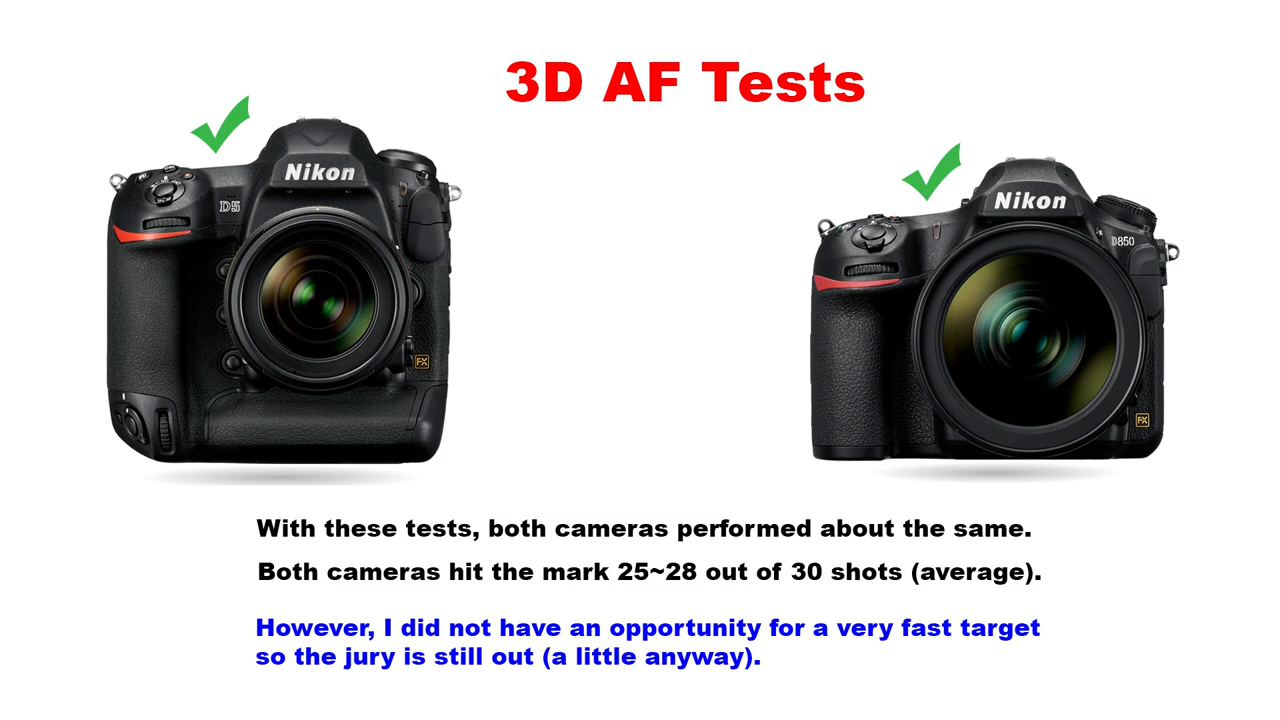 3D AF Tests
Nikon
D5
FX
Nikon
D850
FX
With these tests, both cameras performed about the same.
Both cameras hit the mark 25~28 out of 30 shots (average).
However, I did not have an opportunity for a very fast target
so the jury is still out (a little anyway).